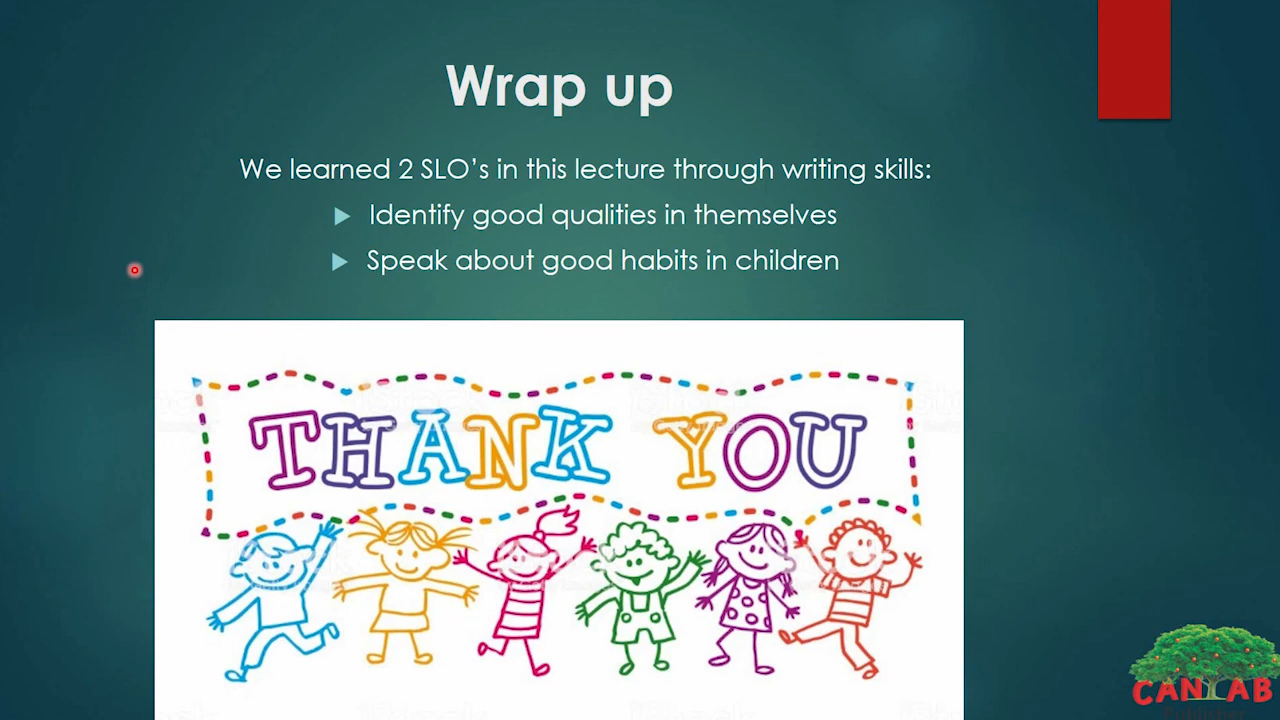 Wrap up
We learned 2 SLO's in this lecture through writing skills:
Identify good qualities in themselves
Speak about good habits in children
THANK YOU
CANTAB